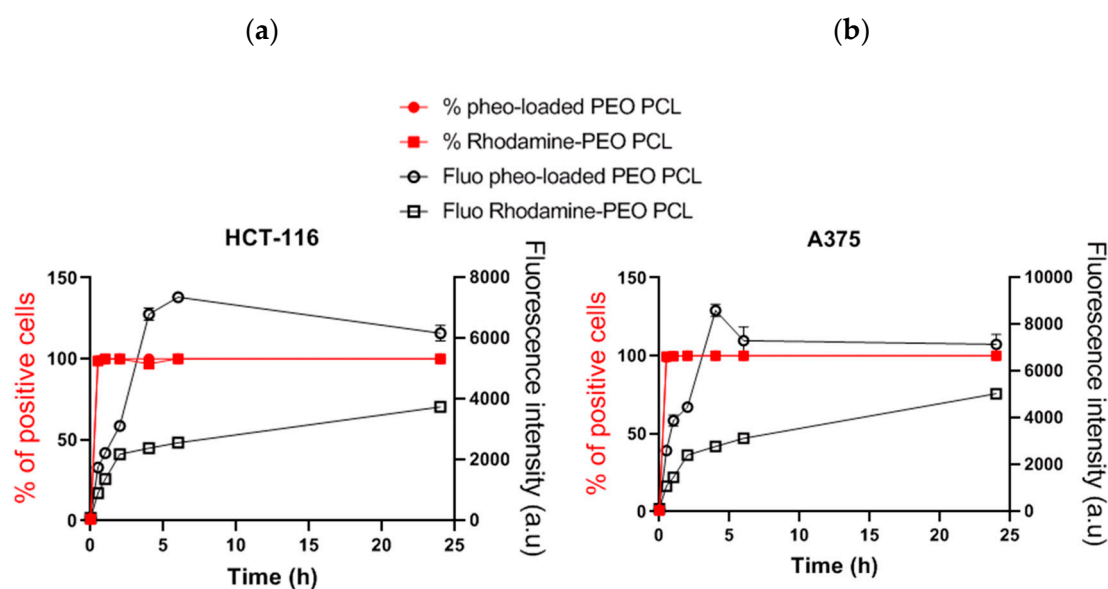 (a)
(b)
% pheo-loaded PEO PCL
% Rhodamine-PEO PCL
Fluo pheo-loaded PEO PCL
Fluo Rhodamine-PEO PCL
HCT-116
% of positive cells
150
100
50
0
8000
6000
4000
2000
0
Fluorescence intensity (a.u)
0 5 10 15 20 25
Time (h)
A375
% of positive cells
150
100
50
0
10000
8000
6000
4000
2000
0
Fluorescence intensity (a.u)
0 5 10 15 20 25
Time (h)